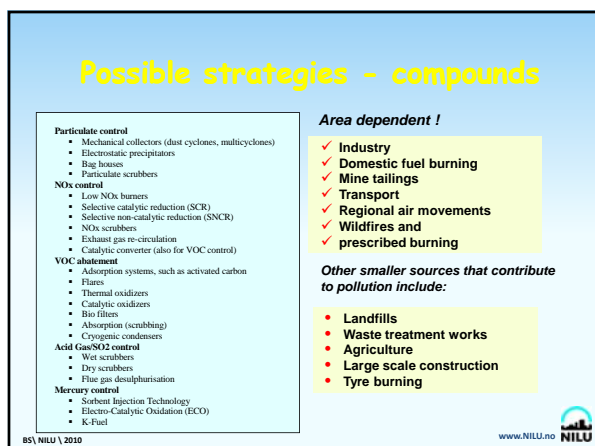 Possible strategies - compounds
Particulate control
▪ Mechanical collectors (dust cyclones, multicyclones)
▪ Electrostatic precipitators
▪ Bag houses
▪ Particulate scrubbers
NOx control
▪ Low NOx burners
▪ Selective catalytic reduction (SCR)
▪ Selective non-catalytic reduction (SNCR)
▪ NOx scrubbers
▪ Exhaust gas re-circulation
▪ Catalytic converter (also for VOC control)
VOC abatement
▪ Adsorption systems, such as activated carbon
▪ Flares
▪ Thermal oxidizers
▪ Catalytic oxidizers
▪ Bio filters
▪ Absorption (scrubbing)
▪ Cryogenic condensers
Acid Gas/SO2 control
▪ Wet scrubbers
▪ Dry scrubbers
▪ Flue gas desulphurisation
Mercury control
▪ Sorbent Injection Technology
▪ Electro-Catalytic Oxidation (ECO)
▪ K-Fuel
Area dependent !
✓ Industry
✓ Domestic fuel burning
✓ Mine tailings
✓ Transport
✓ Regional air movements
✓ Wildfires and
✓ prescribed burning
Other smaller sources that contribute
to pollution include:
• Landfills
• Waste treatment works
• Agriculture
• Large scale construction
• Tyre burning
BS\ NILU \ 2010
www.NILU.no
NILU